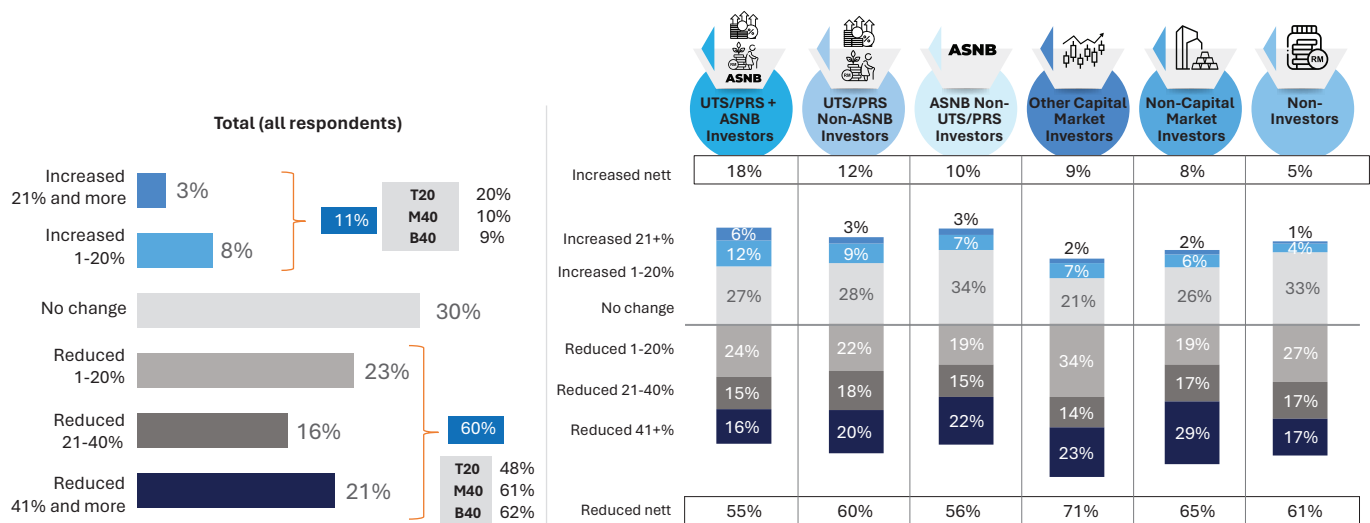 Total (all respondents)
Increased
21% and more
3%
Increased
1-20%
8%
11%
T20 20%
M40 10%
B40 9%
No change
30%
Reduced
1-20%
23%
Reduced
21-40%
16%
Reduced
41% and more
21%
60%
T20 48%
M40 61%
B40 62%
%
RM
ASNB
%
RM
ASNB
RM
UTS/PRS +
ASNB
Investors
UTS/PRS
Non-ASNB
Investors
ASNB Non-
UTS/PRS
Investors
Other Capital
Market
Investors
Non-Capital
Market
Investors
Non-
Investors
Increased nett 18% 12% 10% 9% 8% 5%
Increased 21+% 6% 3% 3% 2% 2% 1%
Increased 1-20% 12% 9% 7% 7% 6% 4%
No change 27% 28% 34% 21% 26% 33%
Reduced 1-20% 24% 22% 19% 34% 19% 27%
Reduced 21-40% 15% 18% 15% 14% 17% 17%
Reduced 41+% 16% 20% 22% 23% 29% 17%
Reduced nett 55% 60% 56% 71% 65% 61%